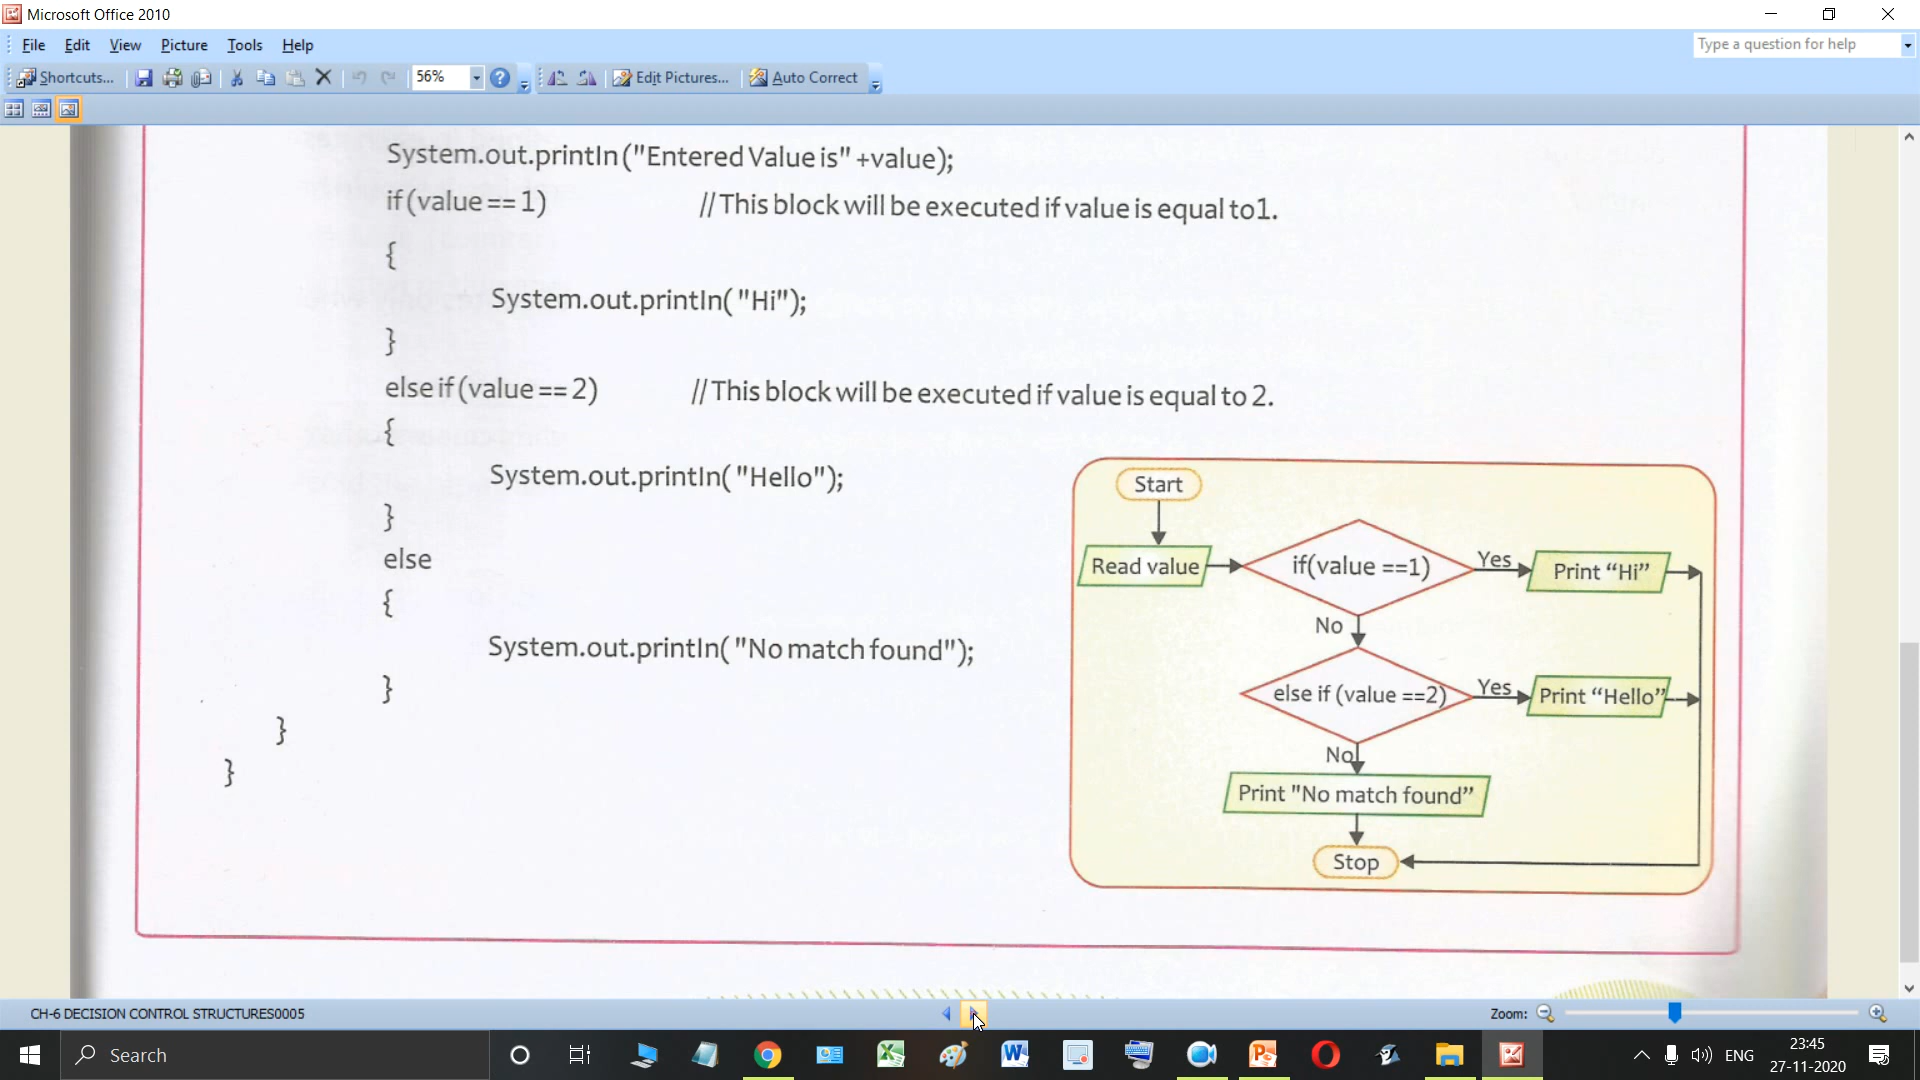 Microsoft Office 2010
File Edit View Picture Tools Help
Type a question for help
Shortcuts... 56% Edit Pictures... Auto Correct
System.out.println("Entered Value is" +value);
if(value == 1) //This block will be executed if value is equal to1.
{
System.out.println( "Hi");
}
else if (value == 2) //This block will be executed if value is equal to 2.
{
System.out.println( "Hello");
}
else
{
System.out.println( "No match found");
}
}
}
Start
Read value
if(value ==1)
Yes
Print “Hi”
No
else if (value ==2)
Yes
Print “Hello”
No
Print "No match found”
Stop
CH-6 DECISION CONTROL STRUCTURES0005
Zoom:
Search
ENG
23:45
27-11-2020